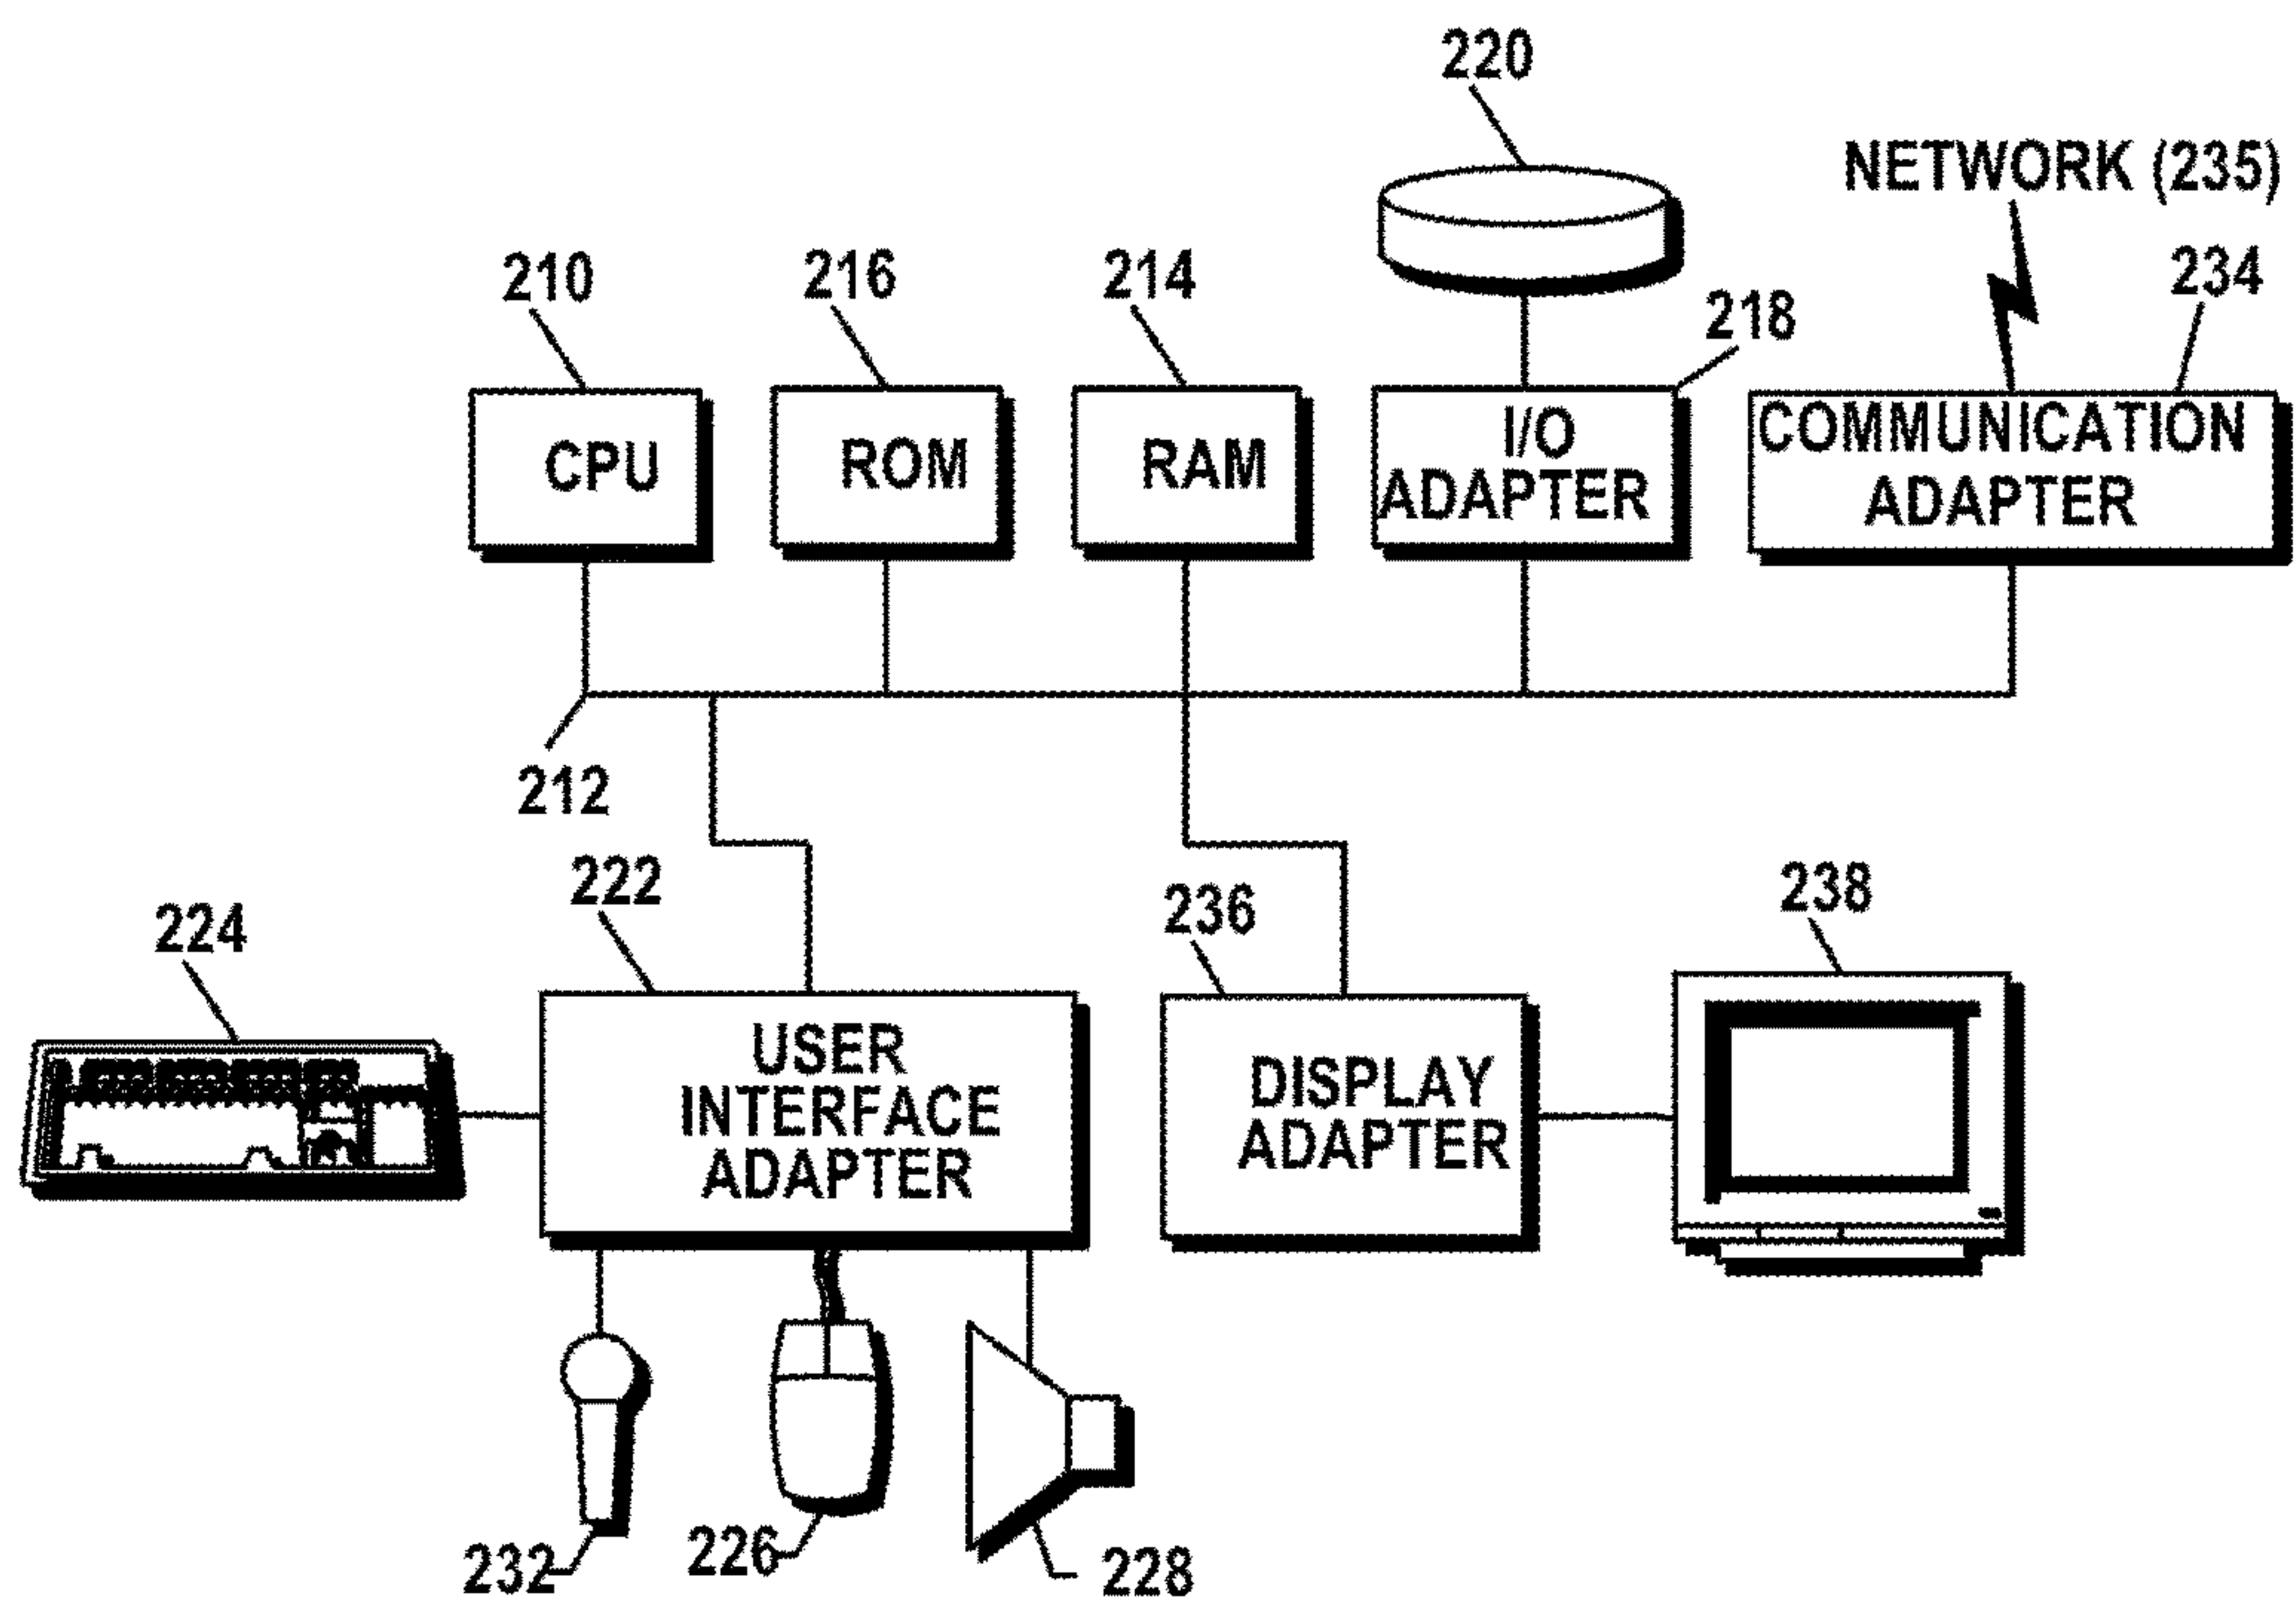 220
NETWORK (235)
210
216
214
218
234
CPU
ROM
RAM
I/O
ADAPTER
COMMUNICATION
ADAPTER
212
222
224
236
238
USER
INTERFACE
ADAPTER
DISPLAY
ADAPTER
232
226
228